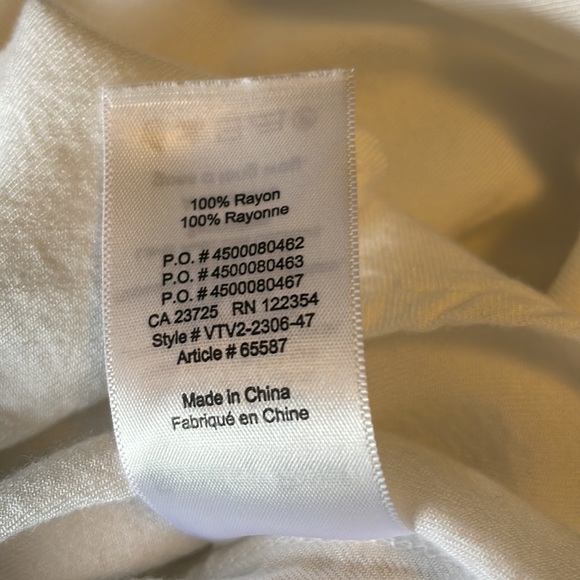 100% Rayon
100% Rayonne
P.O. # 4500080462
P.O. # 4500080463
P.O. # 4500080467
CA 23725 RN 122354
Style # VTV2-2306-47
Article # 65587
Made in China
Fabriqué en Chine